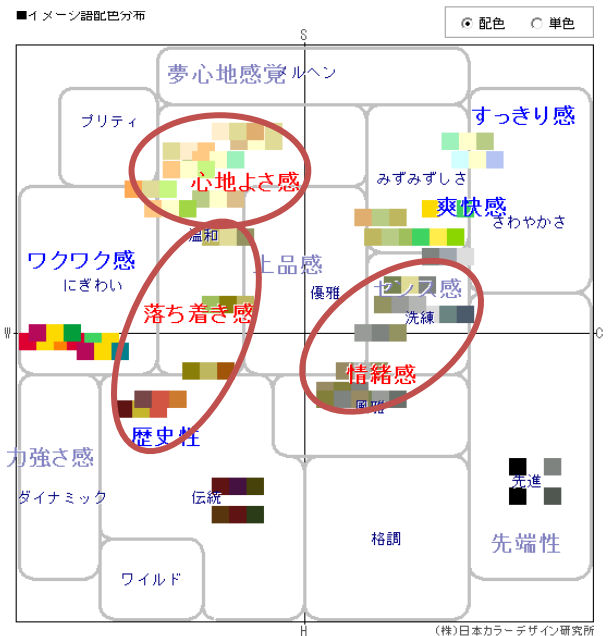 ■イメージ語配色分布
配色 単色
S
夢心地感覚
メルヘン
プリティ
すっきり感
みずみずしさ
心地よさ感
爽快感
さわやかさ
温和
ワクワク感
上品感
にぎわい
優雅
センス感
落ち着き感
洗練
W
C
情緒感
風雅
歴史性
力強さ感
ダイナミック
伝統
先進
格調
先端性
ワイルド
H
(株)日本カラーデザイン研究所